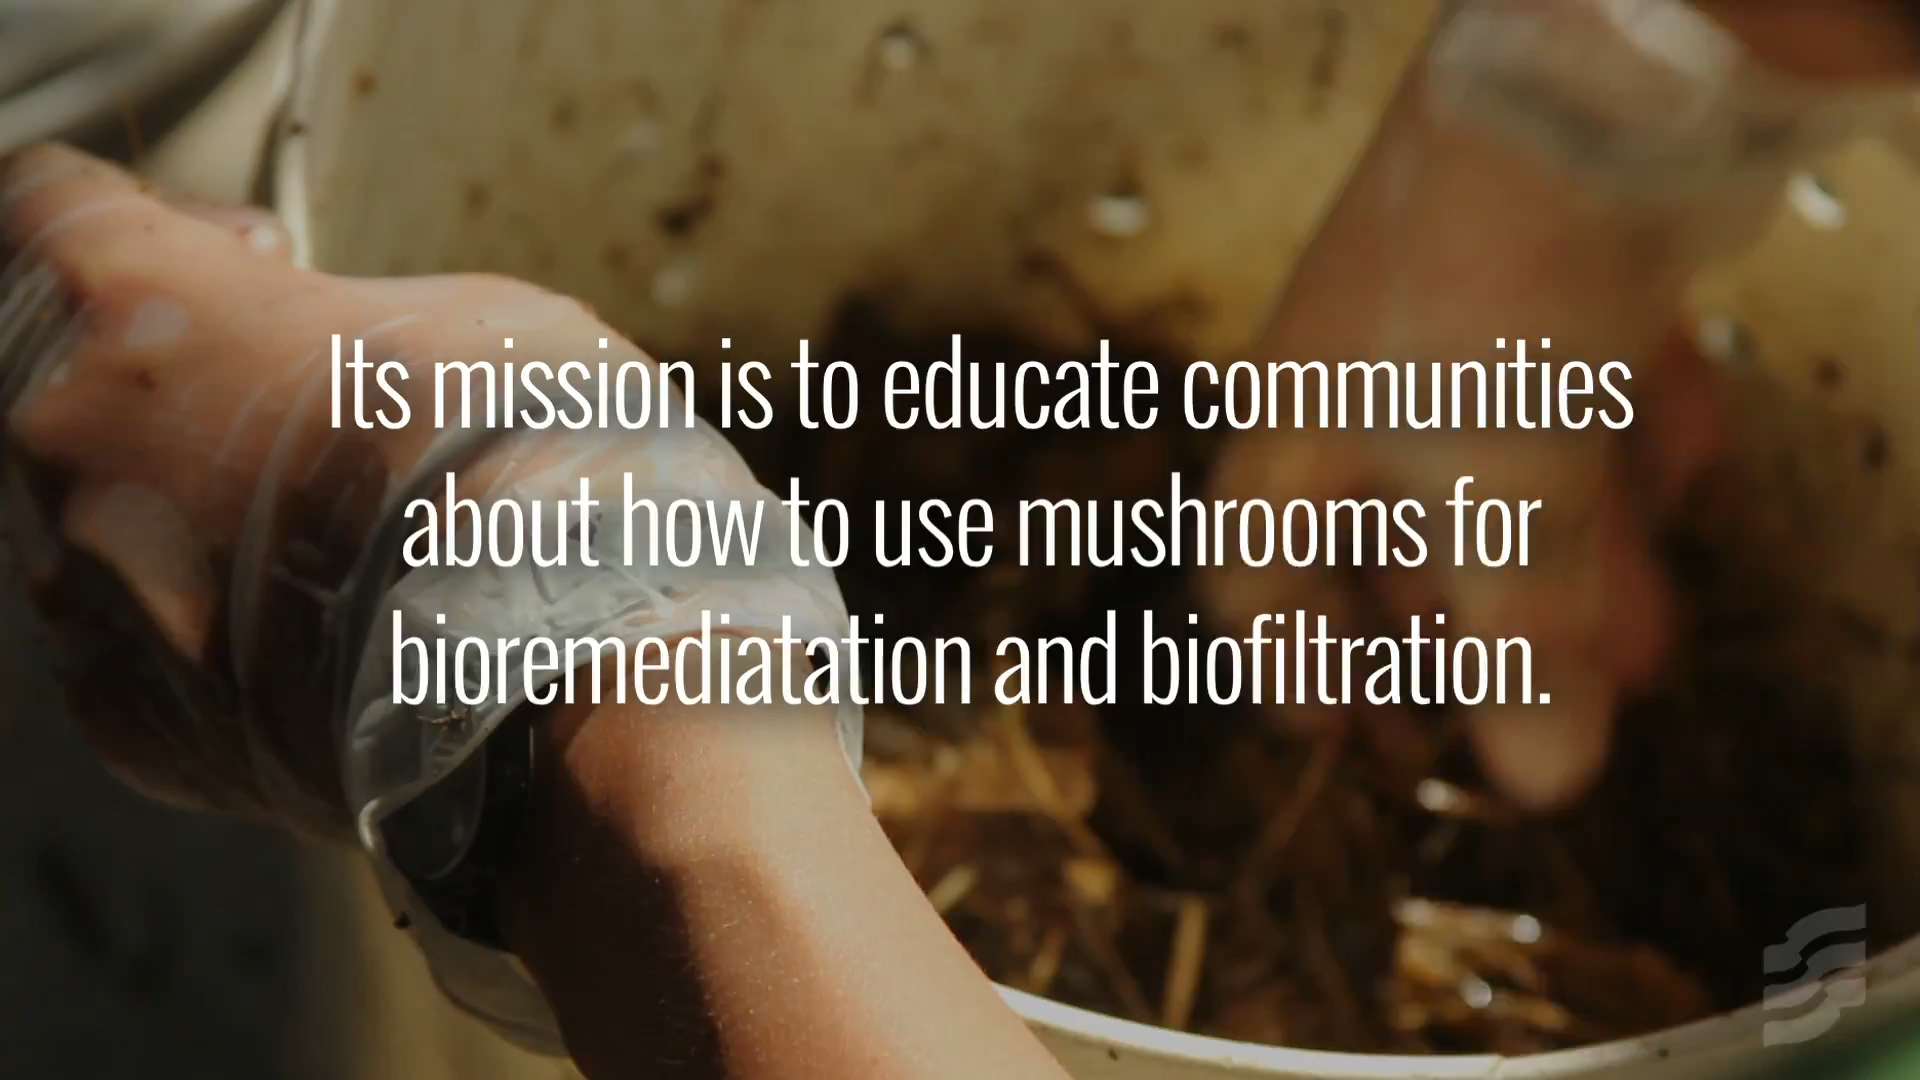 Its mission is to educate communities
about how to use mushrooms for
bioremediatation and biofiltration.